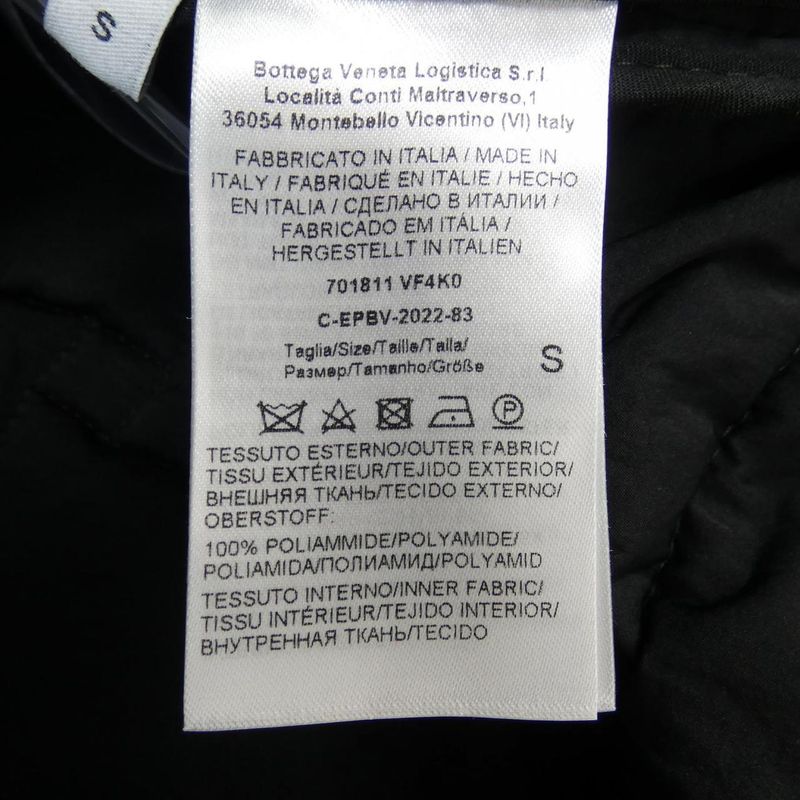 S
Bottega Veneta Logistica S.r.l.
Località Conti Maltraverso,1
36054 Montebello Vicentino (VI) Italy
FABBRICATO IN ITALIA / MADE IN
ITALY / FABRIQUÉ EN ITALIE / HECHO
EN ITALIA / СДЕЛАНО В ИТАЛИИ /
FABRICADO EM ITÁLIA /
HERGESTELLT IN ITALIEN
701811 VF4K0
C-EPBV-2022-83
Taglia/Size/Taille/Talla/
Размер/Tamanho/Größe S
P
TESSUTO ESTERNO/OUTER FABRIC/
TISSU EXTÉRIEUR/TEJIDO EXTERIOR/
ВНЕШНЯЯ ТКАНЬ/TECIDO EXTERNO/
OBERSTOFF:
100% POLIAMMIDE/POLYAMIDE/
POLIAMIDA/ПОЛИАМИД/POLYAMID
TESSUTO INTERNO/INNER FABRIC/
TISSU INTÉRIEUR/TEJIDO INTERIOR/
ВНУТРЕННАЯ ТКАНЬ/TECIDO